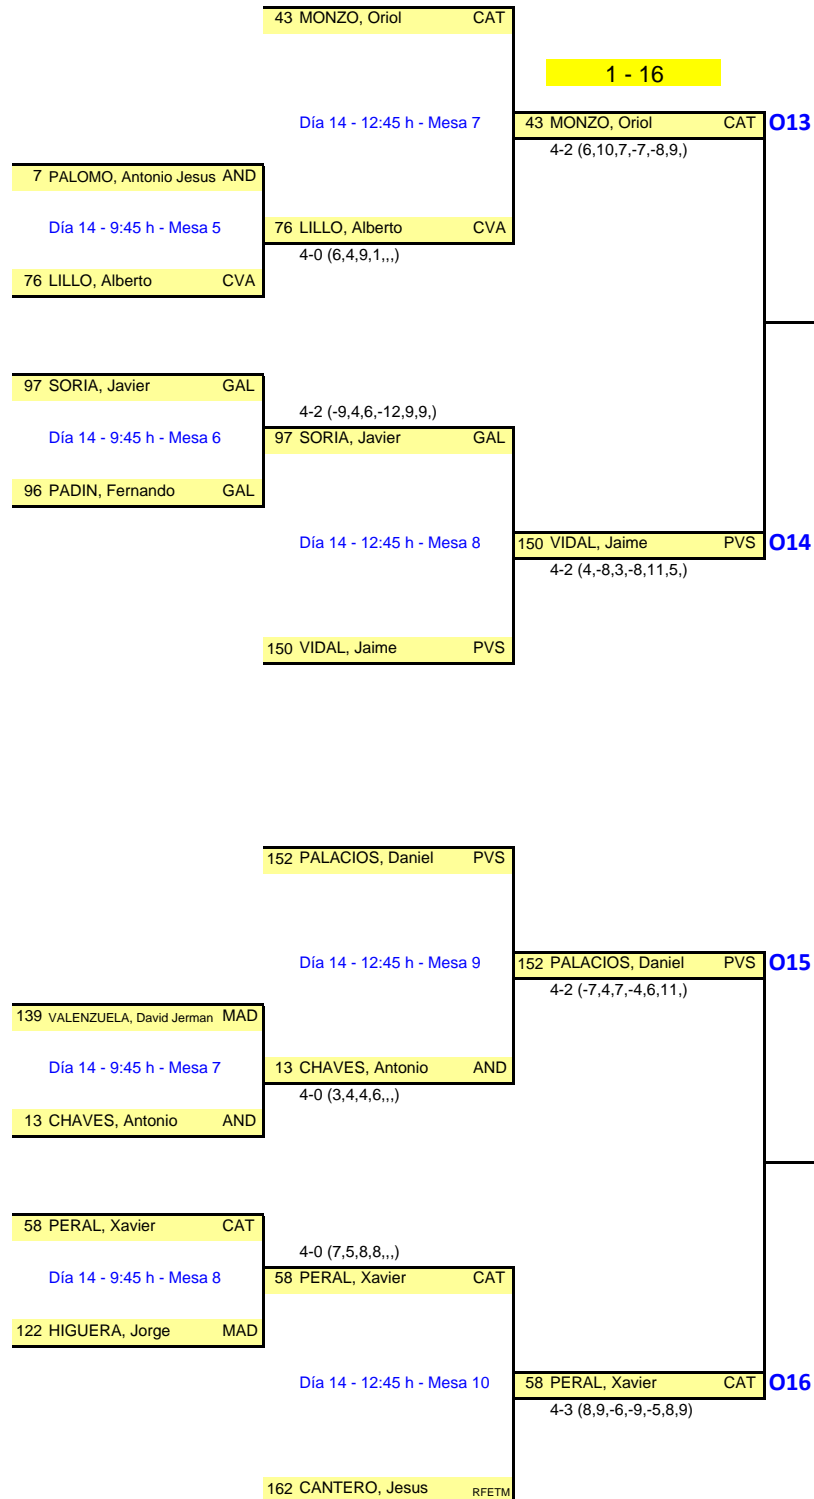 43 MONZO, Oriol CAT
1 - 16
Día 14 - 12:45 h - Mesa 7
43 MONZO, Oriol CAT O13
4-2 (6,10,7,-7,-8,9,)
7 PALOMO, Antonio Jesus AND
Día 14 - 9:45 h - Mesa 5
76 LILLO, Alberto CVA
4-0 (6,4,9,1,,,)
76 LILLO, Alberto CVA
97 SORIA, Javier GAL
4-2 (-9,4,6,-12,9,9,)
Día 14 - 9:45 h - Mesa 6
97 SORIA, Javier GAL
96 PADIN, Fernando GAL
Día 14 - 12:45 h - Mesa 8
150 VIDAL, Jaime PVS O14
4-2 (4,-8,3,-8,11,5,)
150 VIDAL, Jaime PVS
152 PALACIOS, Daniel PVS
Día 14 - 12:45 h - Mesa 9
152 PALACIOS, Daniel PVS O15
4-2 (-7,4,7,-4,6,11,)
139 VALENZUELA, David Jerman MAD
Día 14 - 9:45 h - Mesa 7
13 CHAVES, Antonio AND
4-0 (3,4,4,6,,,)
13 CHAVES, Antonio AND
58 PERAL, Xavier CAT
4-0 (7,5,8,8,,,)
Día 14 - 9:45 h - Mesa 8
58 PERAL, Xavier CAT
122 HIGUERA, Jorge MAD
Día 14 - 12:45 h - Mesa 10
58 PERAL, Xavier CAT O16
4-3 (8,9,-6,-9,-5,8,9)
162 CANTERO, Jesus RFETM